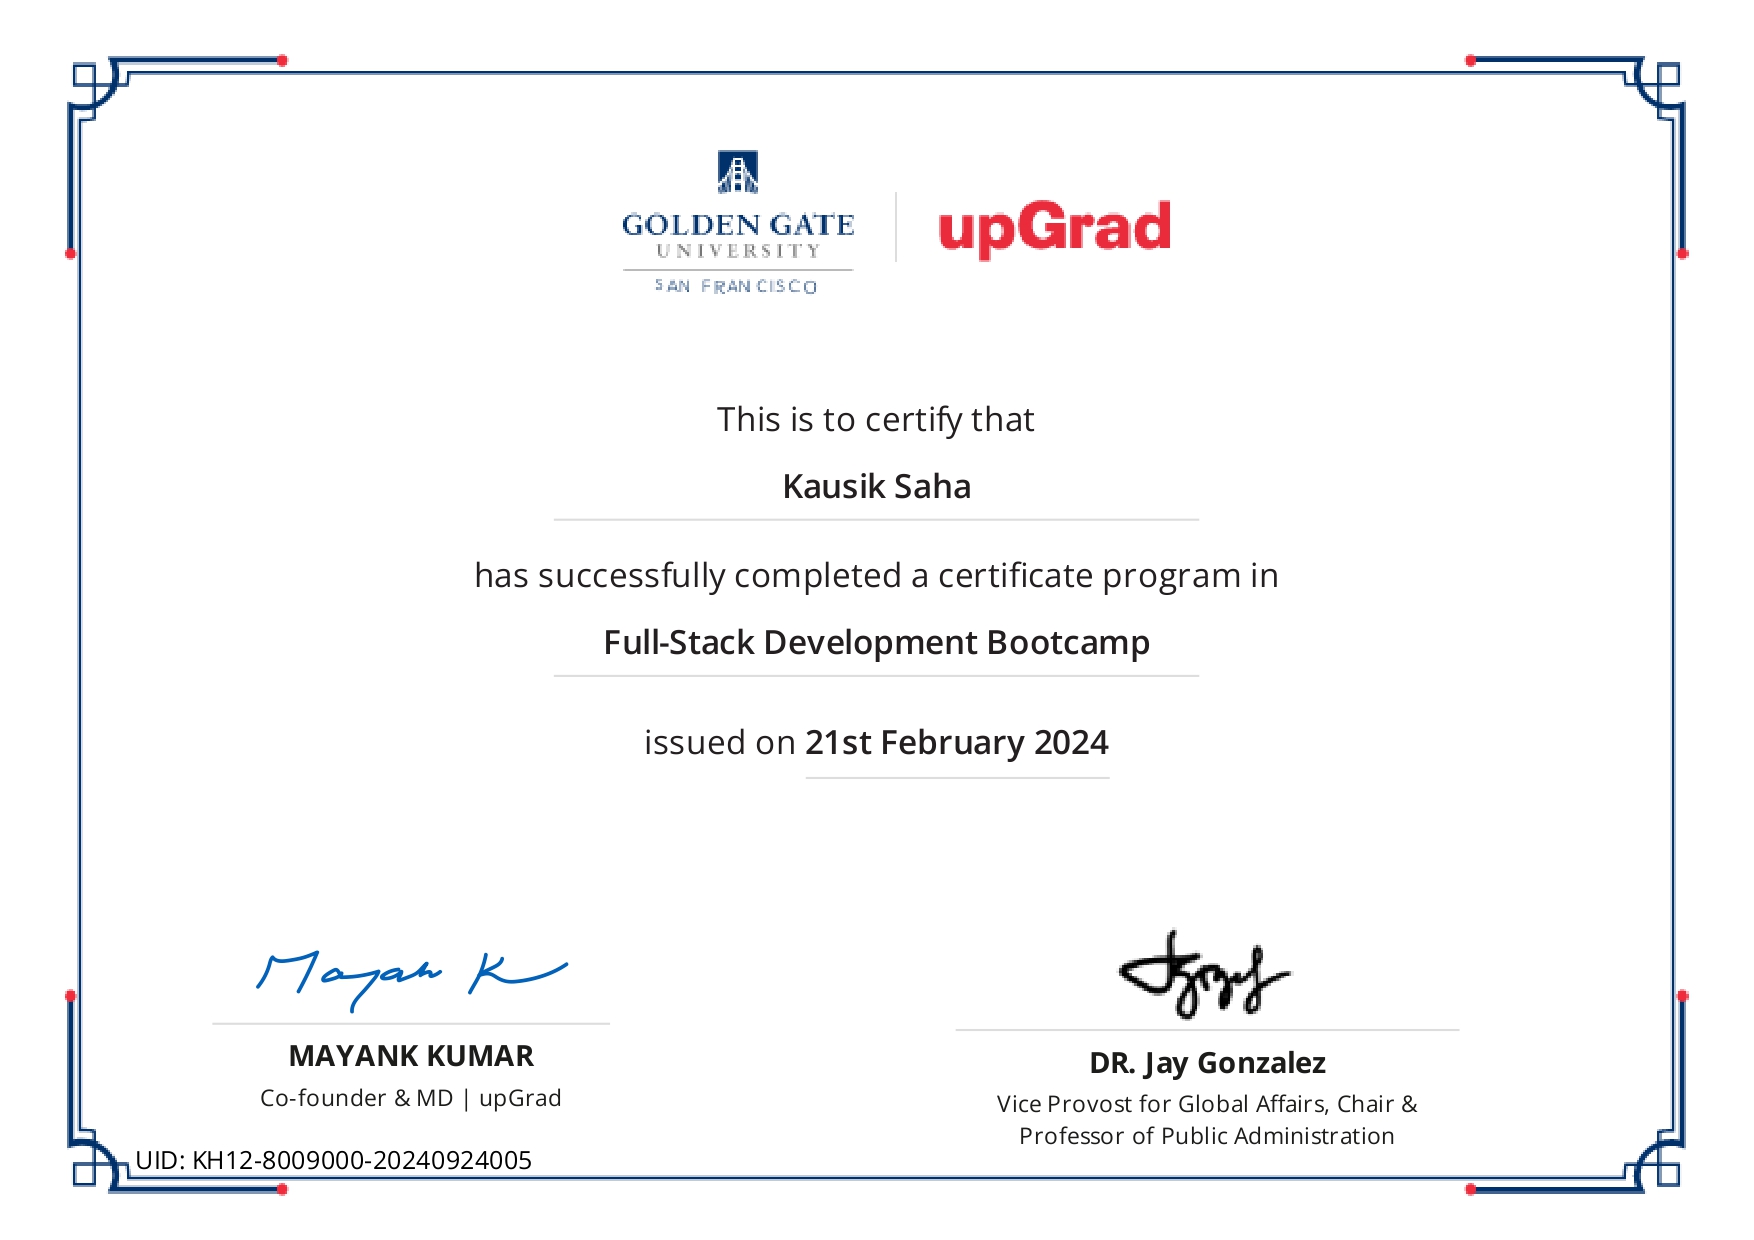 GOLDEN GATE
UNIVERSITY
SAN FRANCISCO
upGrad
This is to certify that
Kausik Saha
has successfully completed a certificate program in
Full-Stack Development Bootcamp
issued on 21st February 2024
Mayank K
MAYANK KUMAR
Co-founder & MD | upGrad
DR. Jay Gonzalez
Vice Provost for Global Affairs, Chair &
Professor of Public Administration
UID: KH12-8009000-20240924005